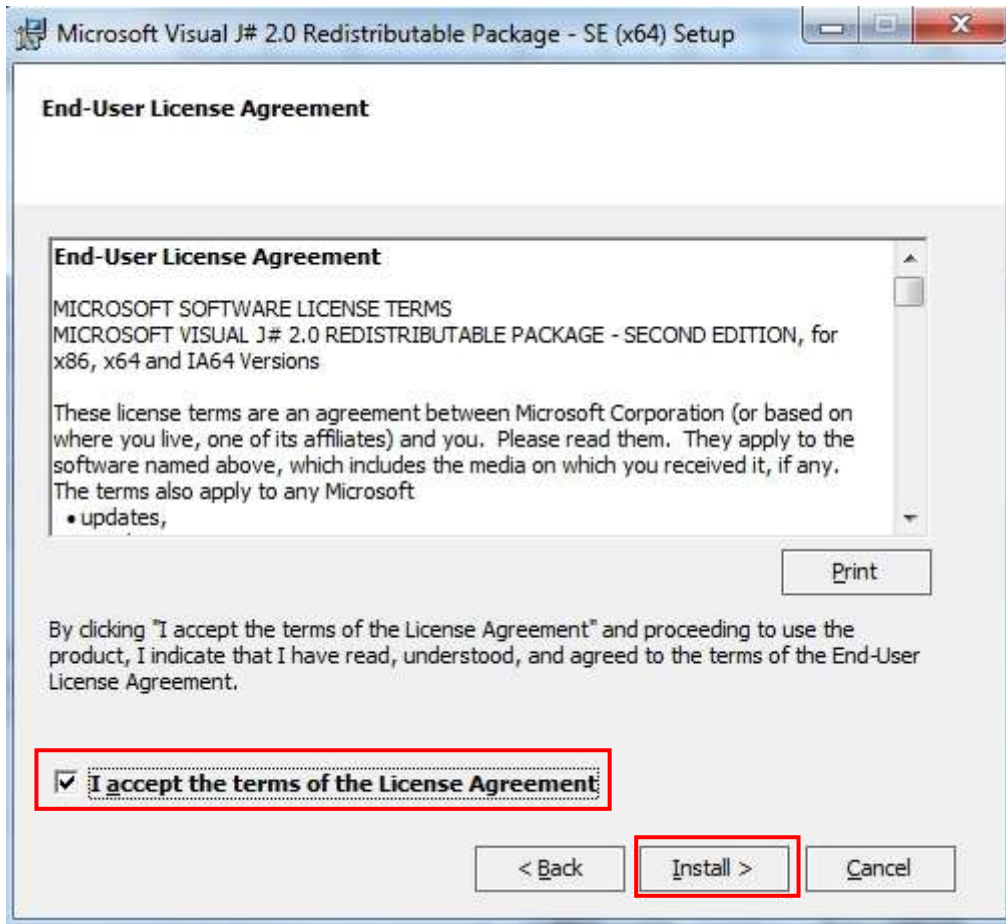 Microsoft Visual J# 2.0 Redistributable Package - SE (x64) Setup
End-User License Agreement
End-User License Agreement
MICROSOFT SOFTWARE LICENSE TERMS
MICROSOFT VISUAL J# 2.0 REDISTRIBUTABLE PACKAGE - SECOND EDITION, for
x86, x64 and IA64 Versions
These license terms are an agreement between Microsoft Corporation (or based on
where you live, one of its affiliates) and you.  Please read them.  They apply to the
software named above, which includes the media on which you received it, if any.
The terms also apply to any Microsoft
• updates,
Print
By clicking "I accept the terms of the License Agreement" and proceeding to use the
product, I indicate that I have read, understood, and agreed to the terms of the End-User
License Agreement.
I accept the terms of the License Agreement
< Back
Install >
Cancel